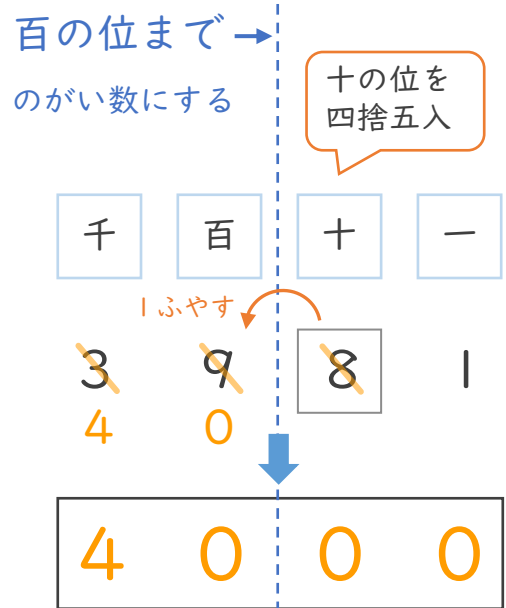 百の位まで→
のがい数にする
十の位を
四捨五入
千 百 十 一
1ふやす
3 9 8 1
4 0
4 0 0 0